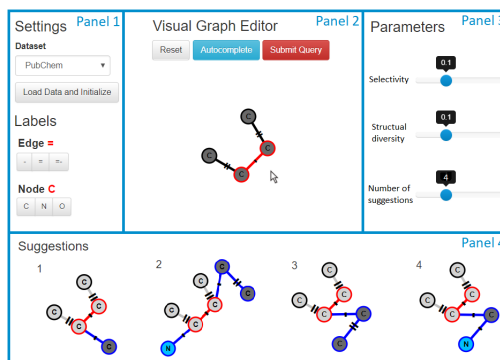 Settings Panel 1
Dataset
PubChem
Load Data and Initialize
Labels
Edge =
- = =-
Node C
C N O
Visual Graph Editor Panel 2
Reset Autocomplete Submit Query
C
C
C
C
Parameters Panel 3
0.1
Selectivity
0.1
Structual
diversity
4
Number of
suggestions
Suggestions Panel 4
1 2 3 4
C C C C C
C C C C C C N
C C C C C
C C C C N